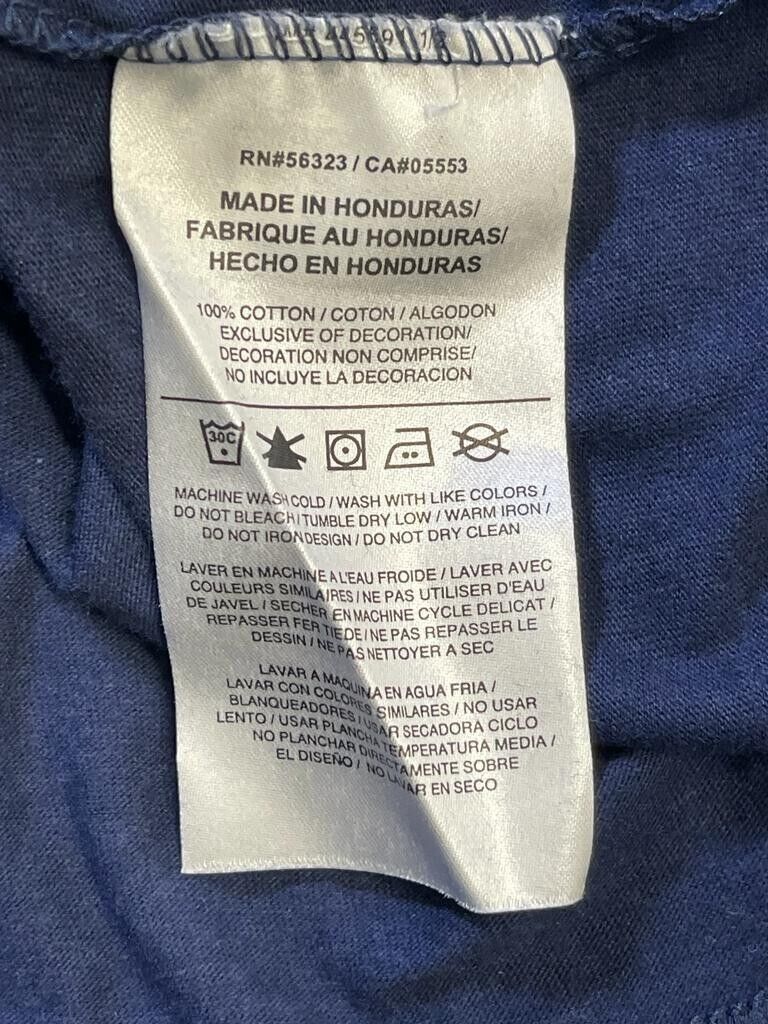 RN#56323 / CA#05553
MADE IN HONDURAS/
FABRIQUE AU HONDURAS/
HECHO EN HONDURAS
100% COTTON / COTON / ALGODON
EXCLUSIVE OF DECORATION/
DECORATION NON COMPRISE/
NO INCLUYE LA DECORACION
30C
MACHINE WASH COLD / WASH WITH LIKE COLORS /
DO NOT BLEACH / TUMBLE DRY LOW / WARM IRON /
DO NOT IRON DESIGN / DO NOT DRY CLEAN
LAVER EN MACHINE A L'EAU FROIDE / LAVER AVEC
COULEURS SIMILAIRES / NE PAS UTILISER D'EAU
DE JAVEL / SECHER EN MACHINE CYCLE DELICAT /
REPASSER FER TIEDE / NE PAS REPASSER LE
DESSIN / NE PAS NETTOYER A SEC
LAVAR A MAQUINA EN AGUA FRIA /
LAVAR CON COLORES SIMILARES / NO USAR
BLANQUEADORES / USAR SECADORA CICLO
LENTO / USAR PLANCHA TEMPERATURA MEDIA /
NO PLANCHAR DIRECTAMENTE SOBRE
EL DISEÑO / NO LAVAR EN SECO